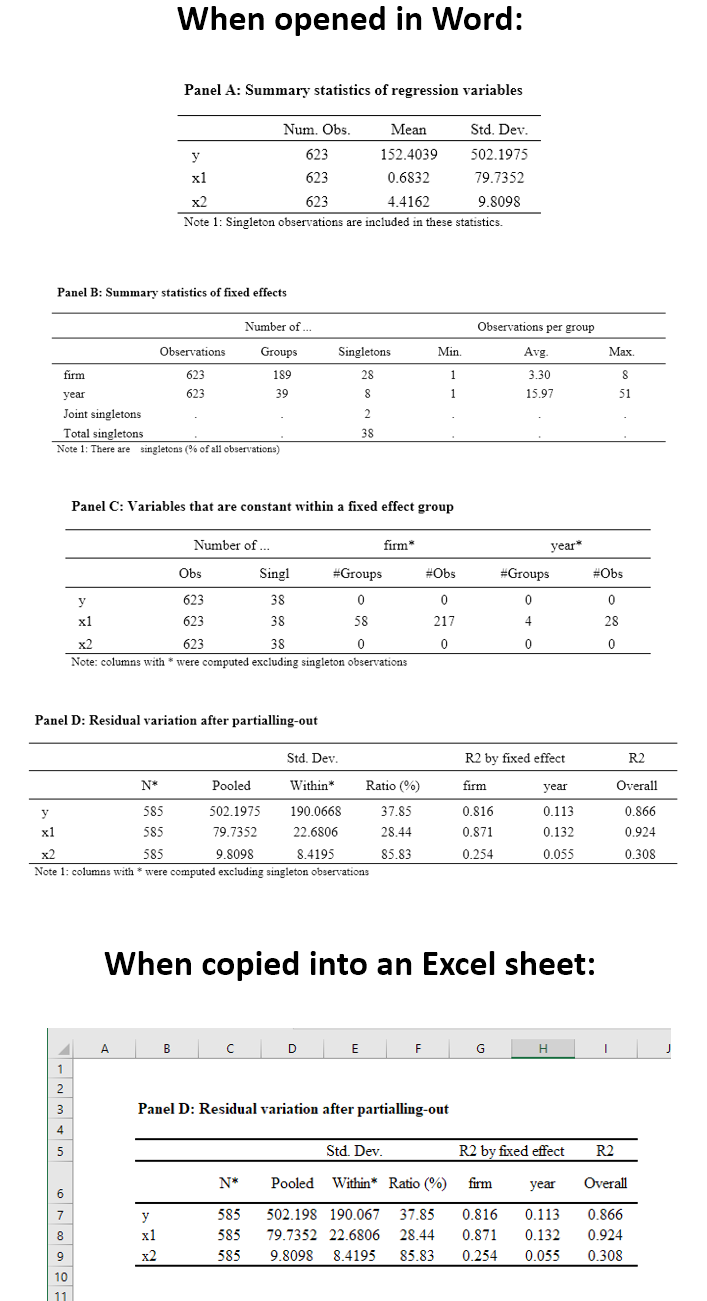 When opened in Word:
Panel A: Summary statistics of regression variables
Num. Obs. Mean Std. Dev.
y 623 152.4039 502.1975
x1 623 0.6832 79.7352
x2 623 4.4162 9.8098
Note 1: Singleton observations are included in these statistics.
Panel B: Summary statistics of fixed effects
Number of ... Observations per group
Observations Groups Singletons Min. Avg. Max.
firm 623 189 28 1 3.30 8
year 623 39 8 1 15.97 51
Joint singletons . . 2 . . .
Total singletons . . 38 . . .
Note 1: There are singletons (% of all observations)
Panel C: Variables that are constant within a fixed effect group
Number of ... firm* year*
Obs Singl #Groups #Obs #Groups #Obs
y 623 38 0 0 0 0
x1 623 38 58 217 4 28
x2 623 38 0 0 0 0
Note: columns with * were computed excluding singleton observations
Panel D: Residual variation after partialling-out
Std. Dev. R2 by fixed effect R2
N* Pooled Within* Ratio (%) firm year Overall
y 585 502.1975 190.0668 37.85 0.816 0.113 0.866
x1 585 79.7352 22.6806 28.44 0.871 0.132 0.924
x2 585 9.8098 8.4195 85.83 0.254 0.055 0.308
Note 1: columns with * were computed excluding singleton observations
When copied into an Excel sheet:
A B C D E F G H I J
1
2
3 Panel D: Residual variation after partialling-out
4
5 Std. Dev. R2 by fixed effect R2
6 N* Pooled Within* Ratio (%) firm year Overall
7 y 585 502.198 190.067 37.85 0.816 0.113 0.866
8 x1 585 79.7352 22.6806 28.44 0.871 0.132 0.924
9 x2 585 9.8098 8.4195 85.83 0.254 0.055 0.308
10
11